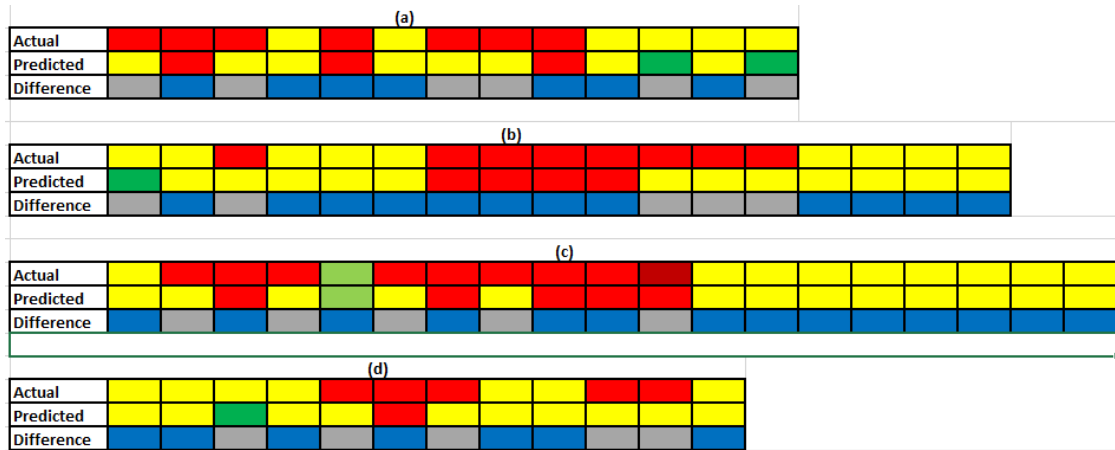 (a)
Actual
Predicted
Difference
(b)
Actual
Predicted
Difference
(c)
Actual
Predicted
Difference
(d)
Actual
Predicted
Difference